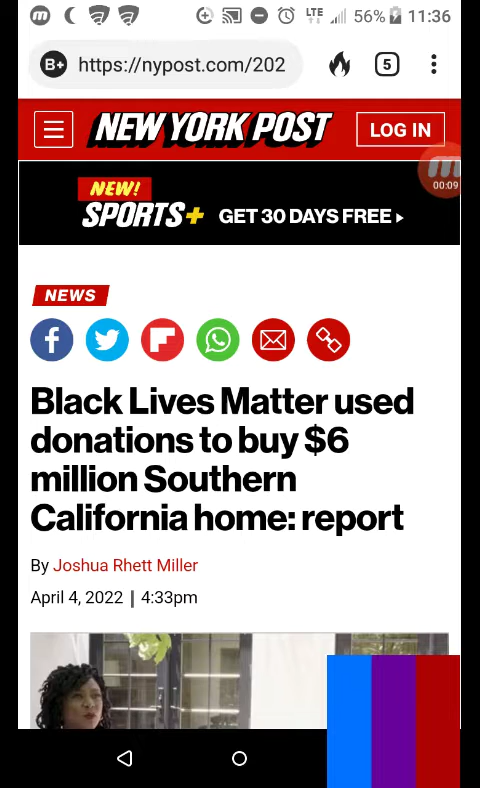 LTE
56%
11:36
B+
https://nypost.com/202
5
NEW YORK POST
LOG IN
00:09
NEW!
SPORTS+
GET 30 DAYS FREE
NEWS
Black Lives Matter used
donations to buy $6
million Southern
California home: report
By Joshua Rhett Miller
April 4, 2022 | 4:33pm